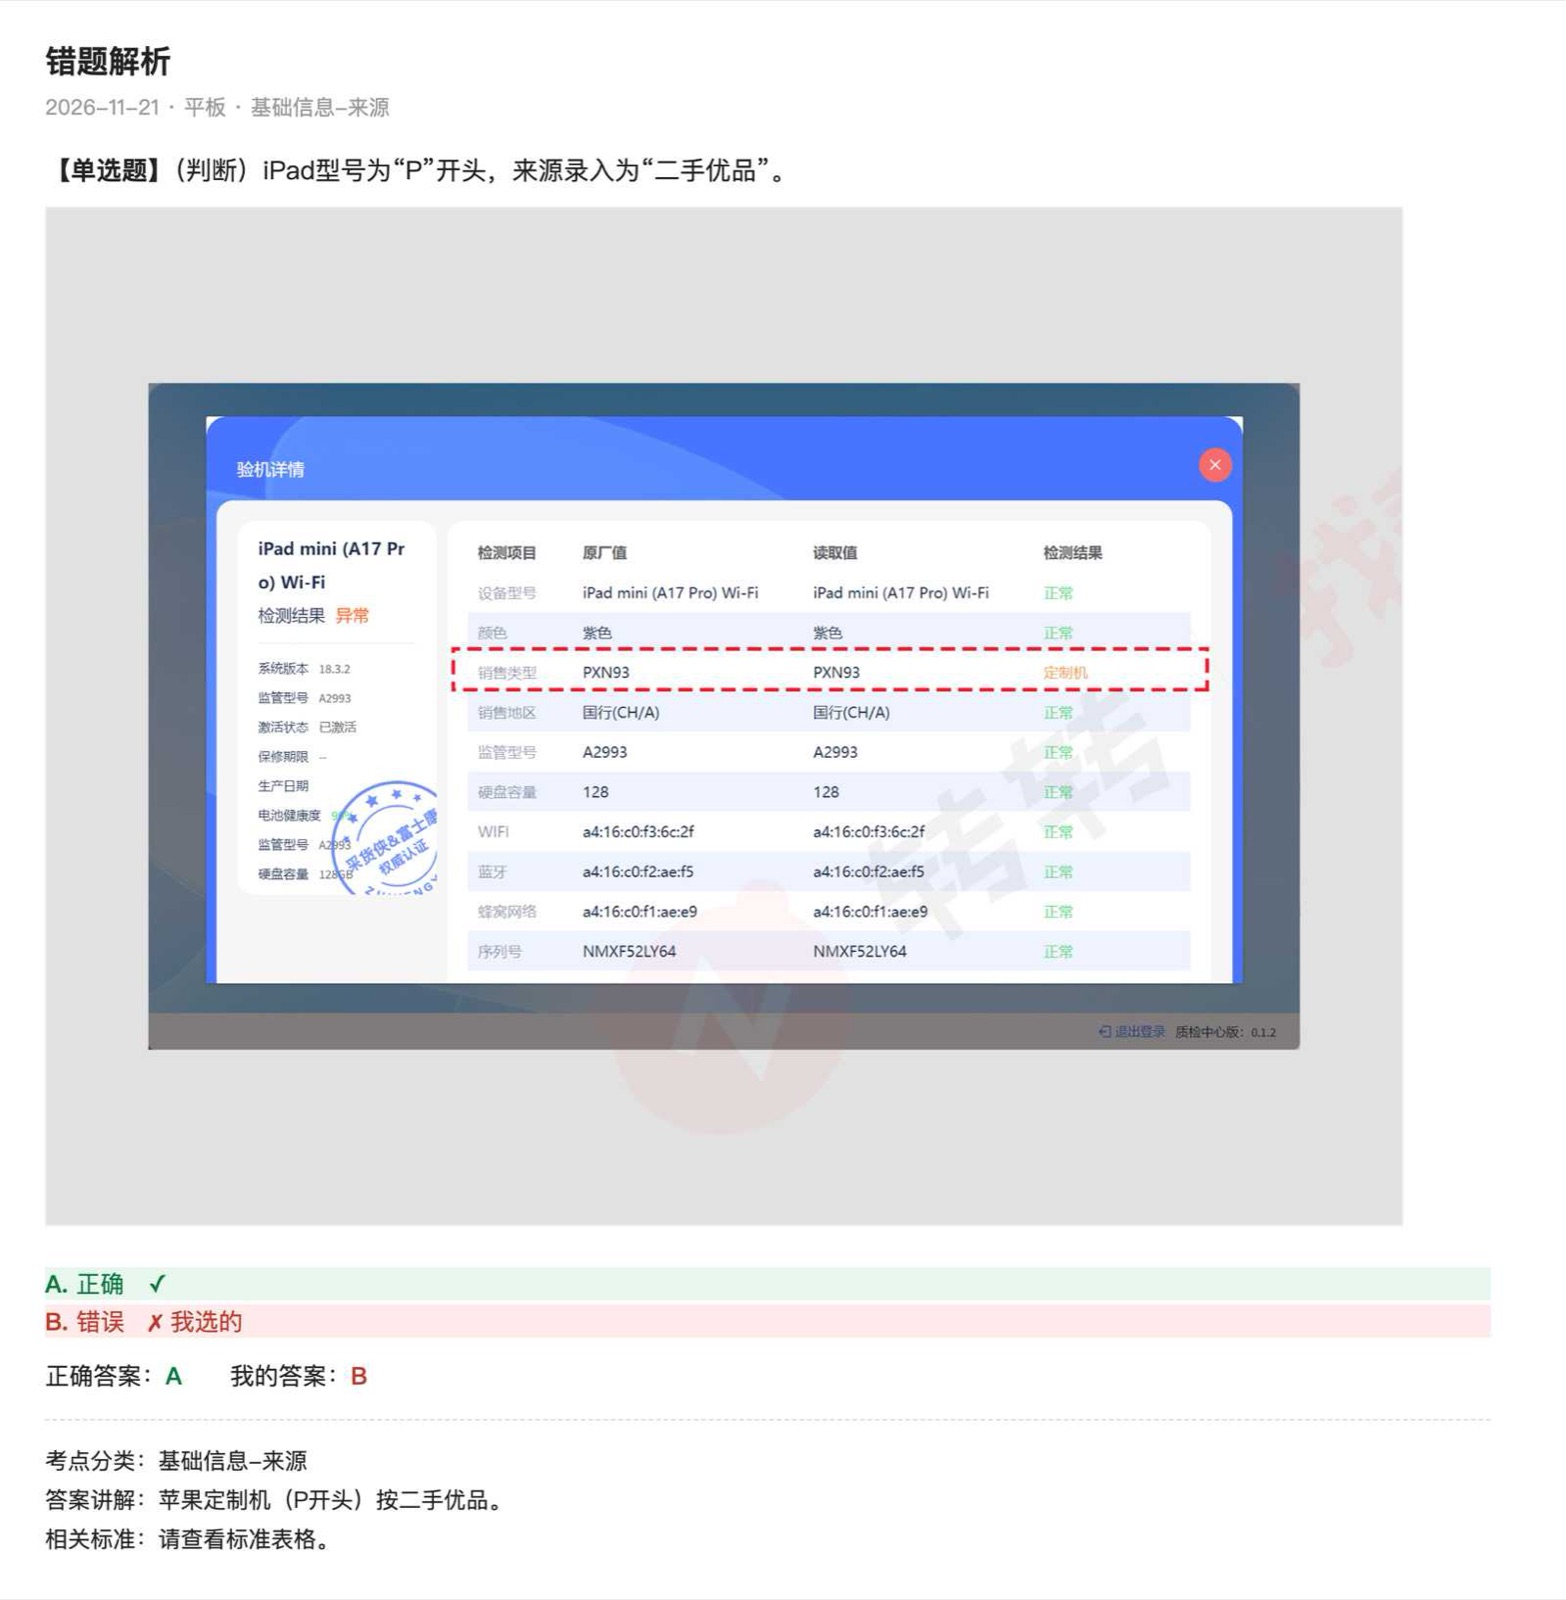 错题解析
2026-11-21 · 平板 · 基础信息-来源
【单选题】（判断）iPad型号为“P”开头，来源录入为“二手优品”。
验机详情
iPad mini (A17 Pr
o) Wi-Fi
检测结果 异常
系统版本 18.3.2
监管型号 A2993
激活状态 已激活
保修期限 --
生产日期
电池健康度
监管型号 A2993
硬盘容量 128GB
采货侠&富士康
权威认证
检测项目 原厂值 读取值 检测结果
设备型号 iPad mini (A17 Pro) Wi-Fi iPad mini (A17 Pro) Wi-Fi 正常
颜色 紫色 紫色 正常
销售类型 PXN93 PXN93 定制机
销售地区 国行(CH/A) 国行(CH/A) 正常
监管型号 A2993 A2993 正常
硬盘容量 128 128 正常
WIFI a4:16:c0:f3:6c:2f a4:16:c0:f3:6c:2f 正常
蓝牙 a4:16:c0:f2:ae:f5 a4:16:c0:f2:ae:f5 正常
蜂窝网络 a4:16:c0:f1:ae:e9 a4:16:c0:f1:ae:e9 正常
序列号 NMXF52LY64 NMXF52LY64 正常
转转
退出登录 质检中心版：0.1.2
A. 正确 ✓
B. 错误 ✗ 我选的
正确答案：A 我的答案：B
考点分类：基础信息-来源
答案讲解：苹果定制机（P开头）按二手优品。
相关标准：请查看标准表格。